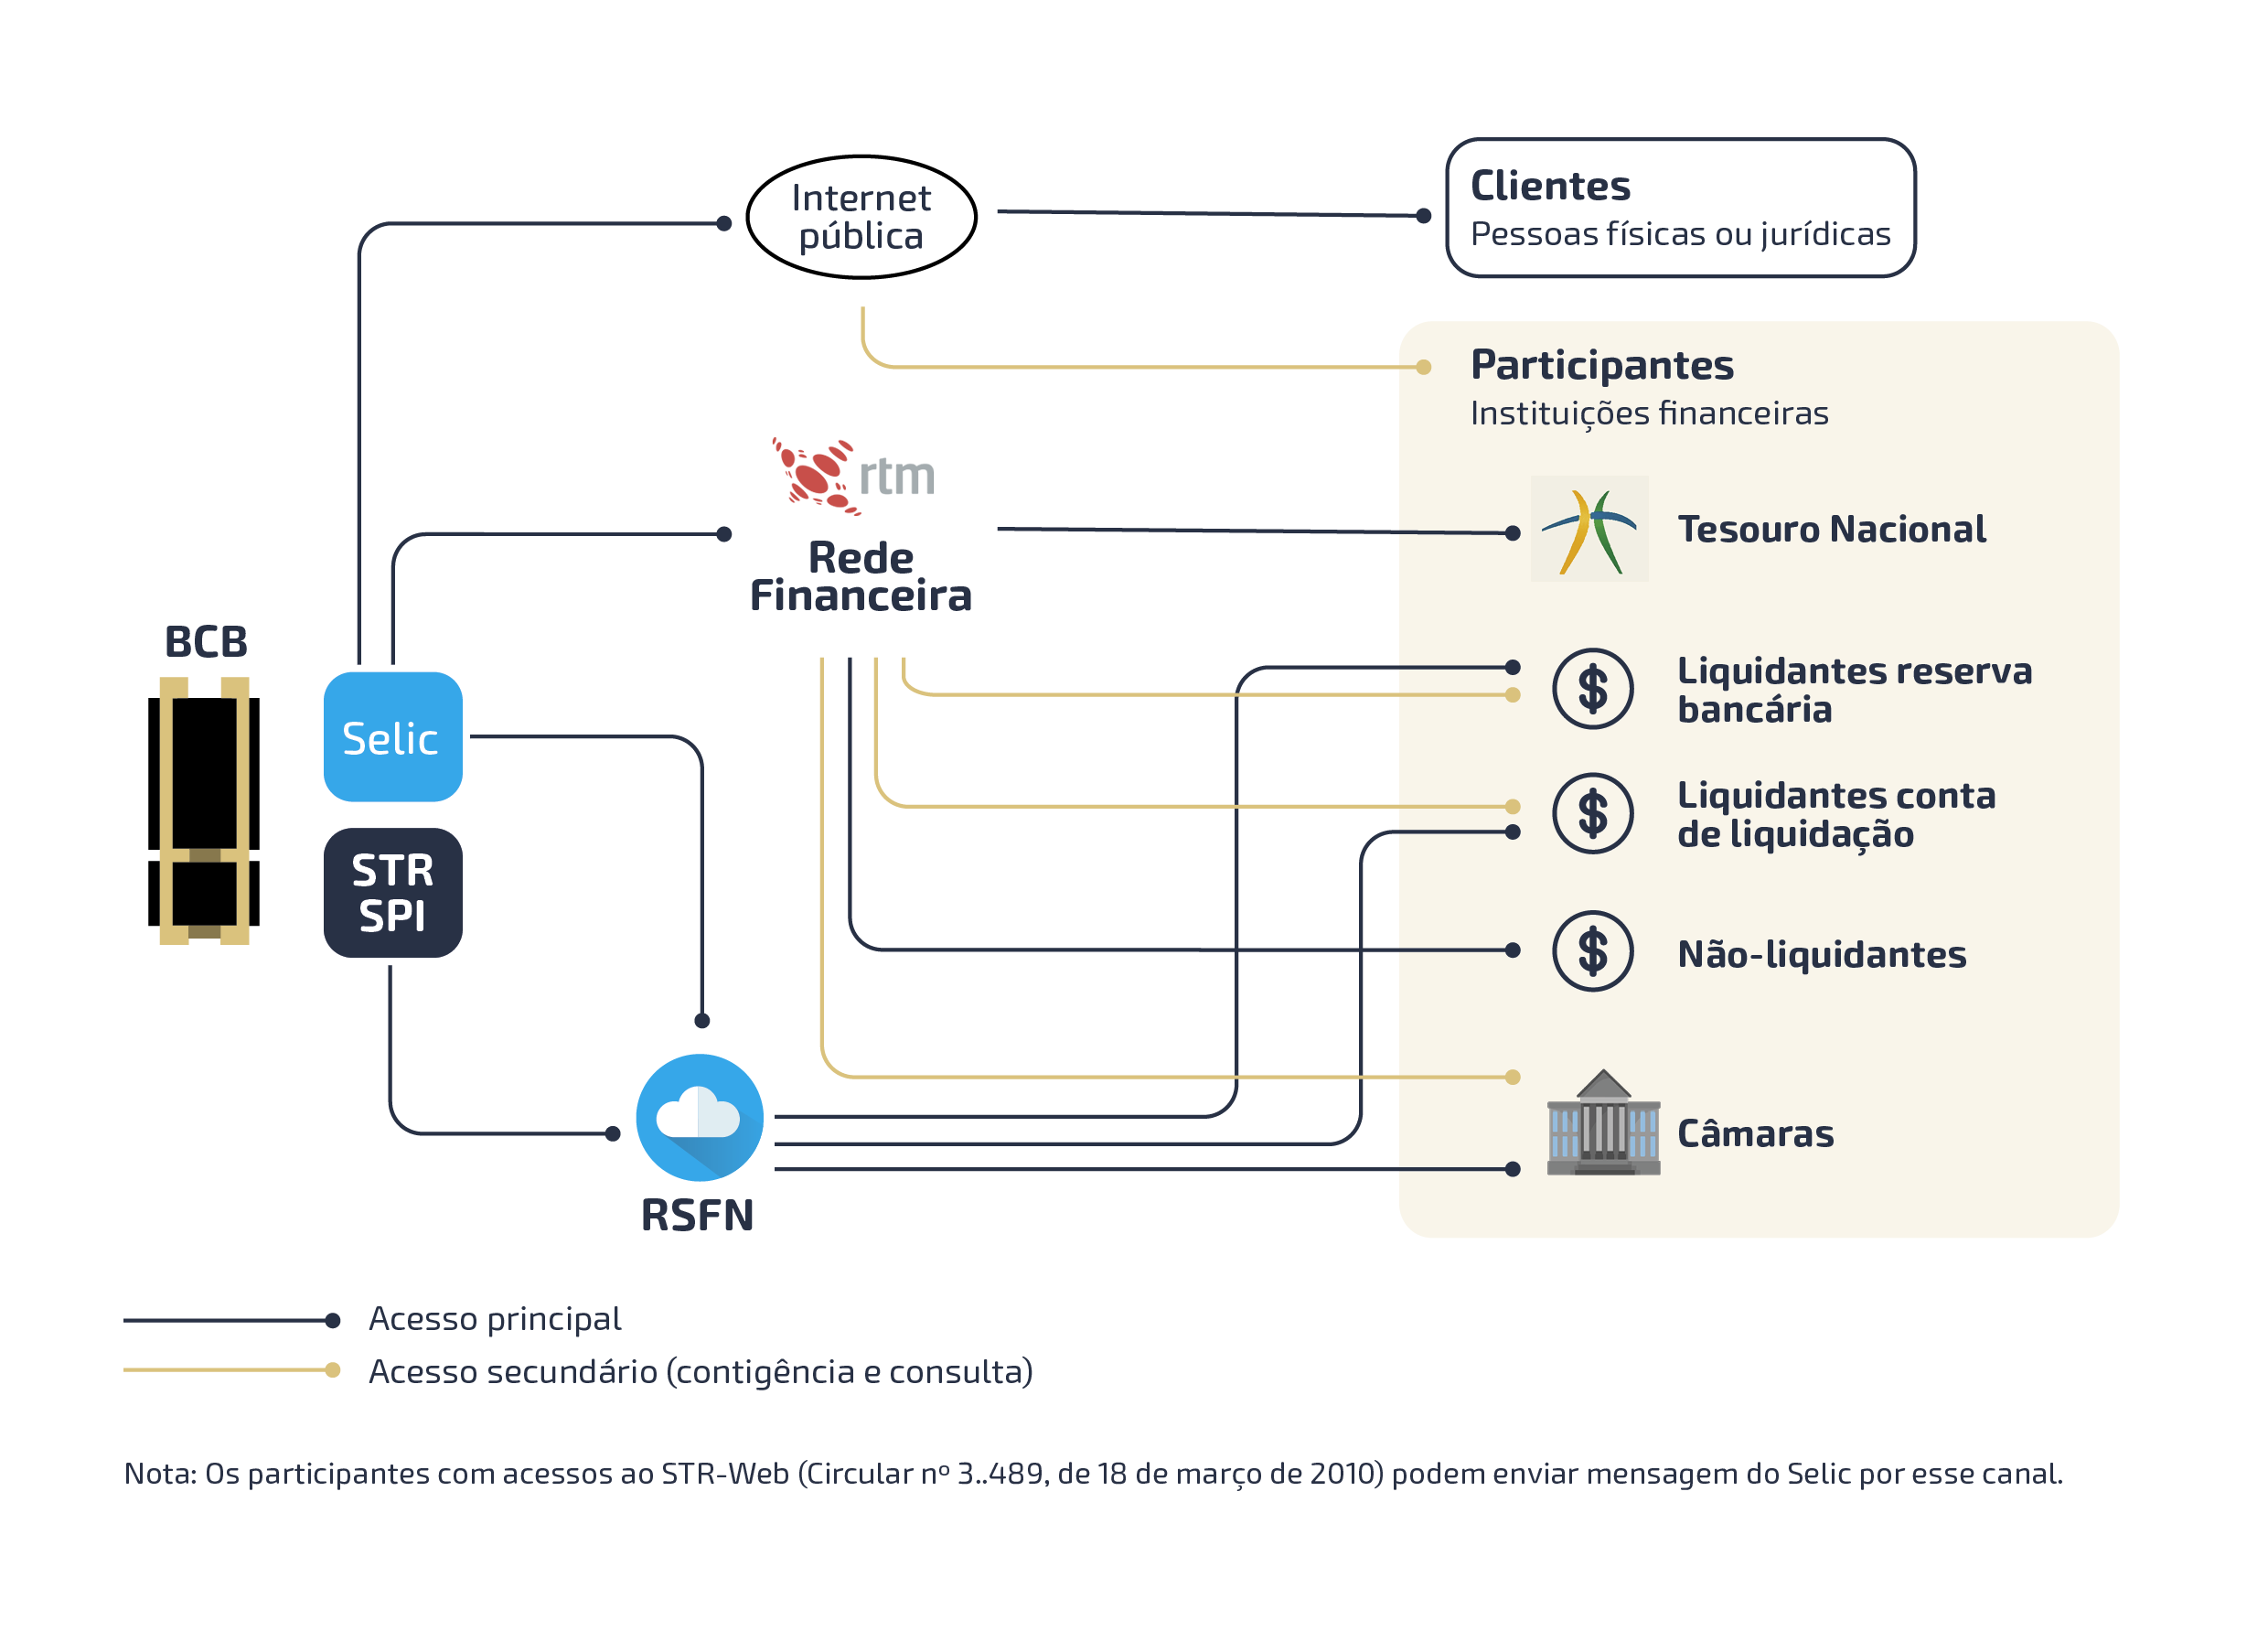 Internet
pública
Clientes
Pessoas físicas ou jurídicas
Participantes
Instituições financeiras
rtm
Rede
Financeira
Tesouro Nacional
BCB
Selic
STR
SPI
Liquidantes reserva
bancária
Liquidantes conta
de liquidação
Não-liquidantes
Câmaras
RSFN
Acesso principal
Acesso secundário (contigência e consulta)
Nota: Os participantes com acessos ao STR-Web (Circular nº 3..489, de 18 de março de 2010) podem enviar mensagem do Selic por esse canal.